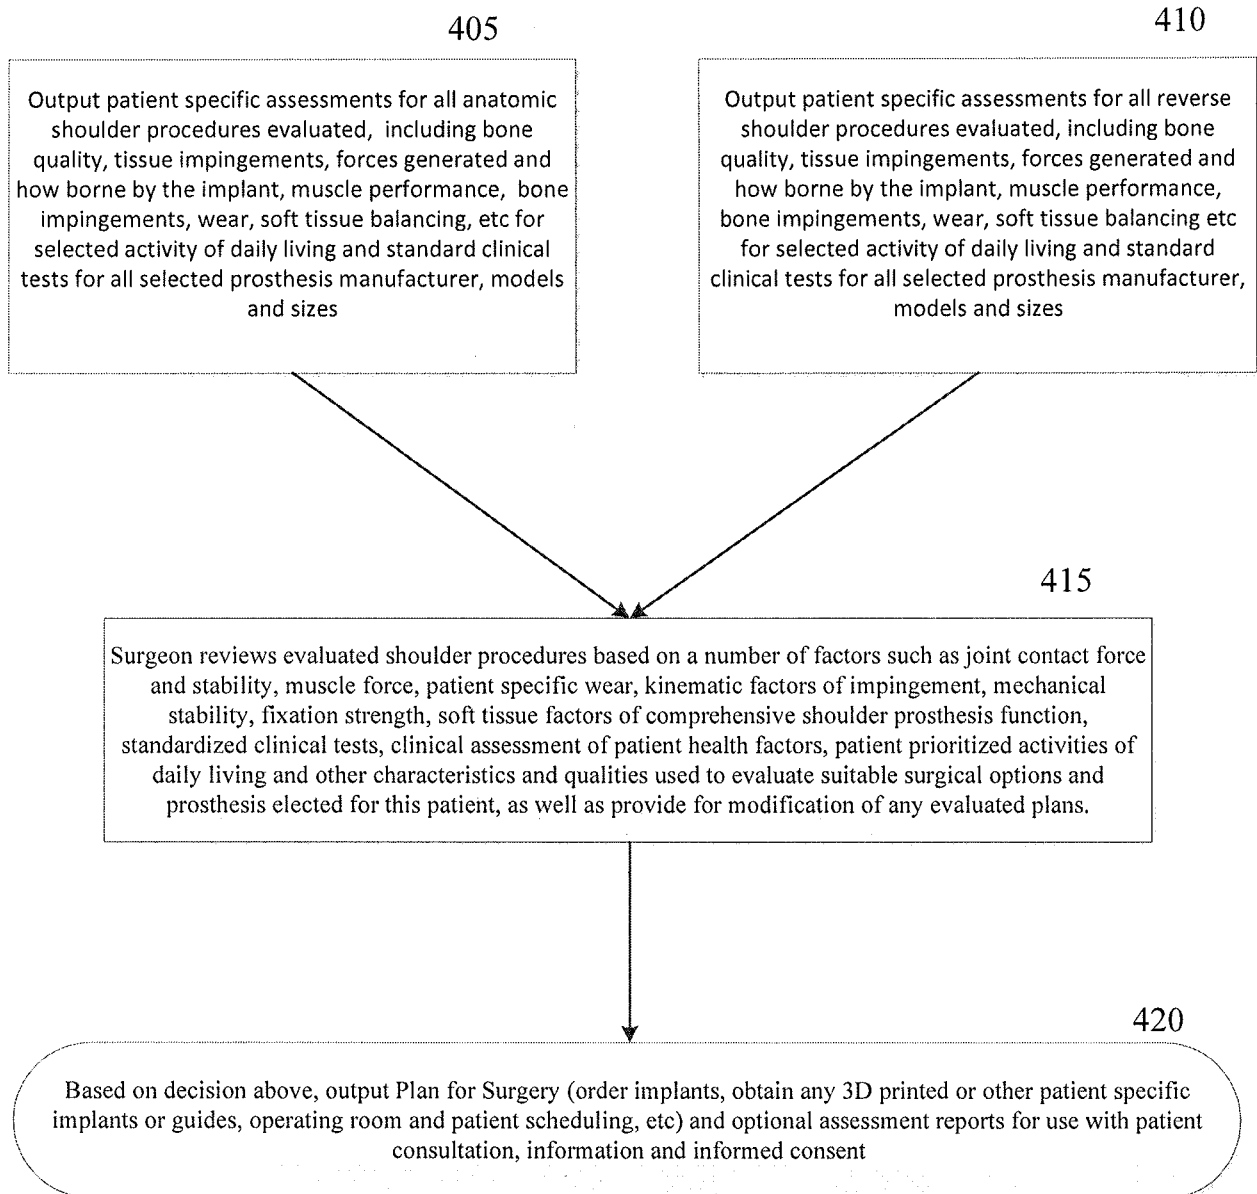 405
Output patient specific assessments for all anatomic
shoulder procedures evaluated, including bone
quality, tissue impingements, forces generated and
how borne by the implant, muscle performance, bone
impingements, wear, soft tissue balancing, etc for
selected activity of daily living and standard clinical
tests for all selected prosthesis manufacturer, models
and sizes
410
Output patient specific assessments for all reverse
shoulder procedures evaluated, including bone
quality, tissue impingements, forces generated and
how borne by the implant, muscle performance,
bone impingements, wear, soft tissue balancing etc
for selected activity of daily living and standard
clinical tests for all selected prosthesis manufacturer,
models and sizes
415
Surgeon reviews evaluated shoulder procedures based on a number of factors such as joint contact force
and stability, muscle force, patient specific wear, kinematic factors of impingement, mechanical
stability, fixation strength, soft tissue factors of comprehensive shoulder prosthesis function,
standardized clinical tests, clinical assessment of patient health factors, patient prioritized activities of
daily living and other characteristics and qualities used to evaluate suitable surgical options and
prosthesis elected for this patient, as well as provide for modification of any evaluated plans.
420
Based on decision above, output Plan for Surgery (order implants, obtain any 3D printed or other patient specific
implants or guides, operating room and patient scheduling, etc) and optional assessment reports for use with patient
consultation, information and informed consent